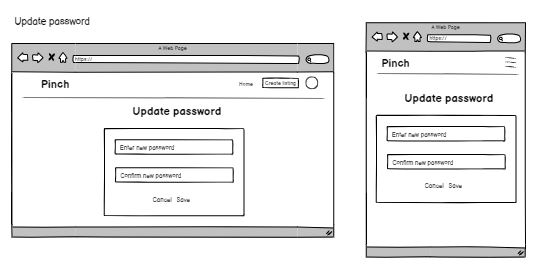 Update password
A Web Page
https://
Pinch
Home Create listing
Update password
Enter new password
Confirm new password
Cancel Save
A Web Page
https://
Pinch
Update password
Enter new password
Confirm new password
Cancel Save